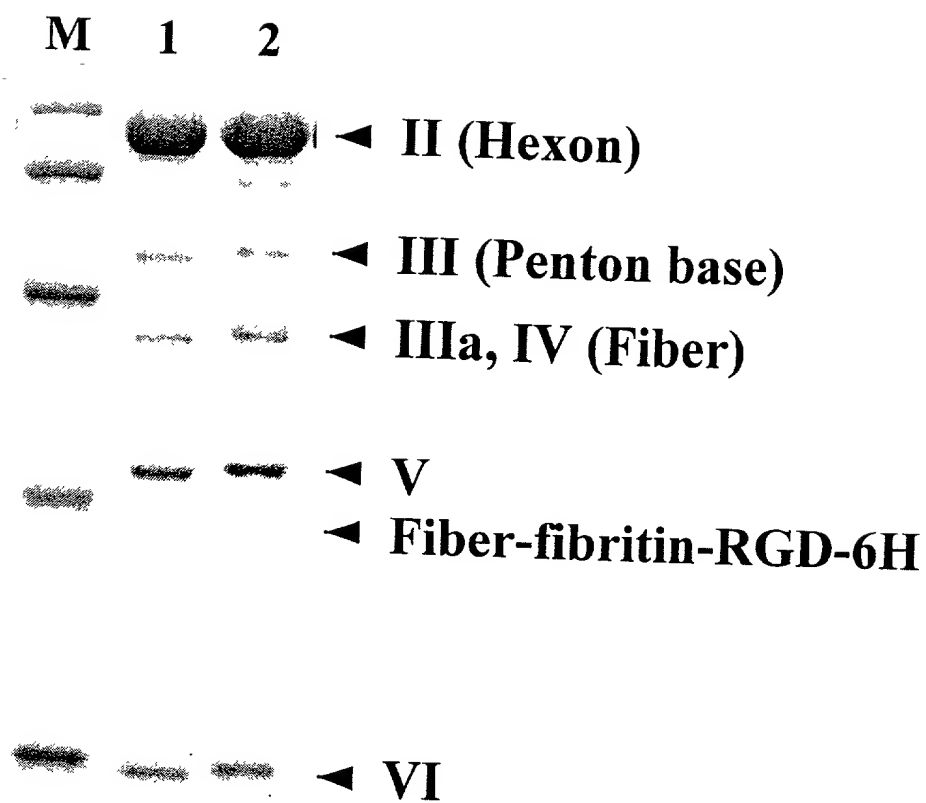 M 1 2
II (Hexon)
III (Penton base)
IIIa, IV (Fiber)
V
Fiber-fibritin-RGD-6H
VI